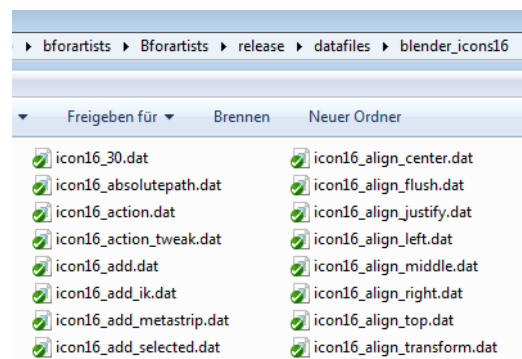 bforartists ▸ Bforartists ▸ release ▸ datafiles ▸ blender_icons16
Freigeben für Brennen Neuer Ordner
icon16_30.dat
icon16_absolutepath.dat
icon16_action.dat
icon16_action_tweak.dat
icon16_add.dat
icon16_add_ik.dat
icon16_add_metastrip.dat
icon16_add_selected.dat
icon16_align_center.dat
icon16_align_flush.dat
icon16_align_justify.dat
icon16_align_left.dat
icon16_align_middle.dat
icon16_align_right.dat
icon16_align_top.dat
icon16_align_transform.dat